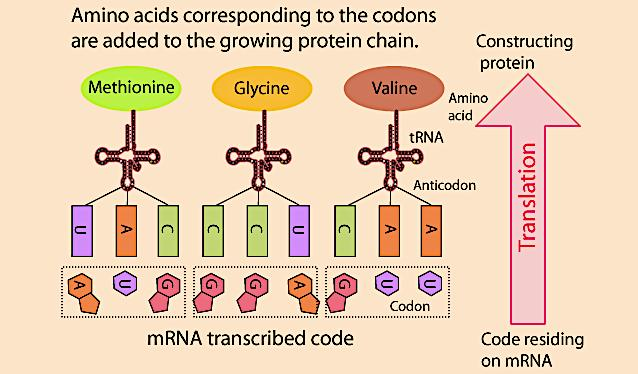 Amino acids corresponding to the codons
are added to the growing protein chain.
Constructing
protein
Methionine
Glycine
Valine
Amino
acid
tRNA
Anticodon
Translation
U A C C C U C A A
A U G G G A G U U
Codon
mRNA transcribed code
Code residing
on mRNA